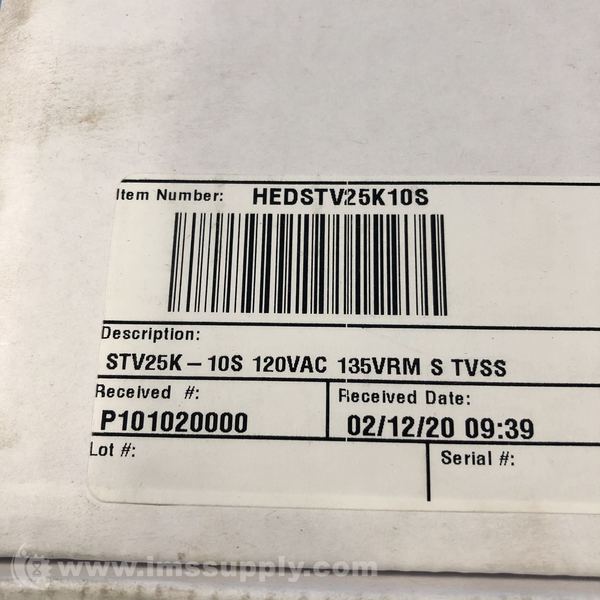 Item Number: HEDSTV25K10S
Description:
STV25K-10S 120VAC 135VRM S TVSS
Received #:
P101020000
Received Date:
02/12/20 09:39
Lot #:
Serial #:
www.imssupply.com